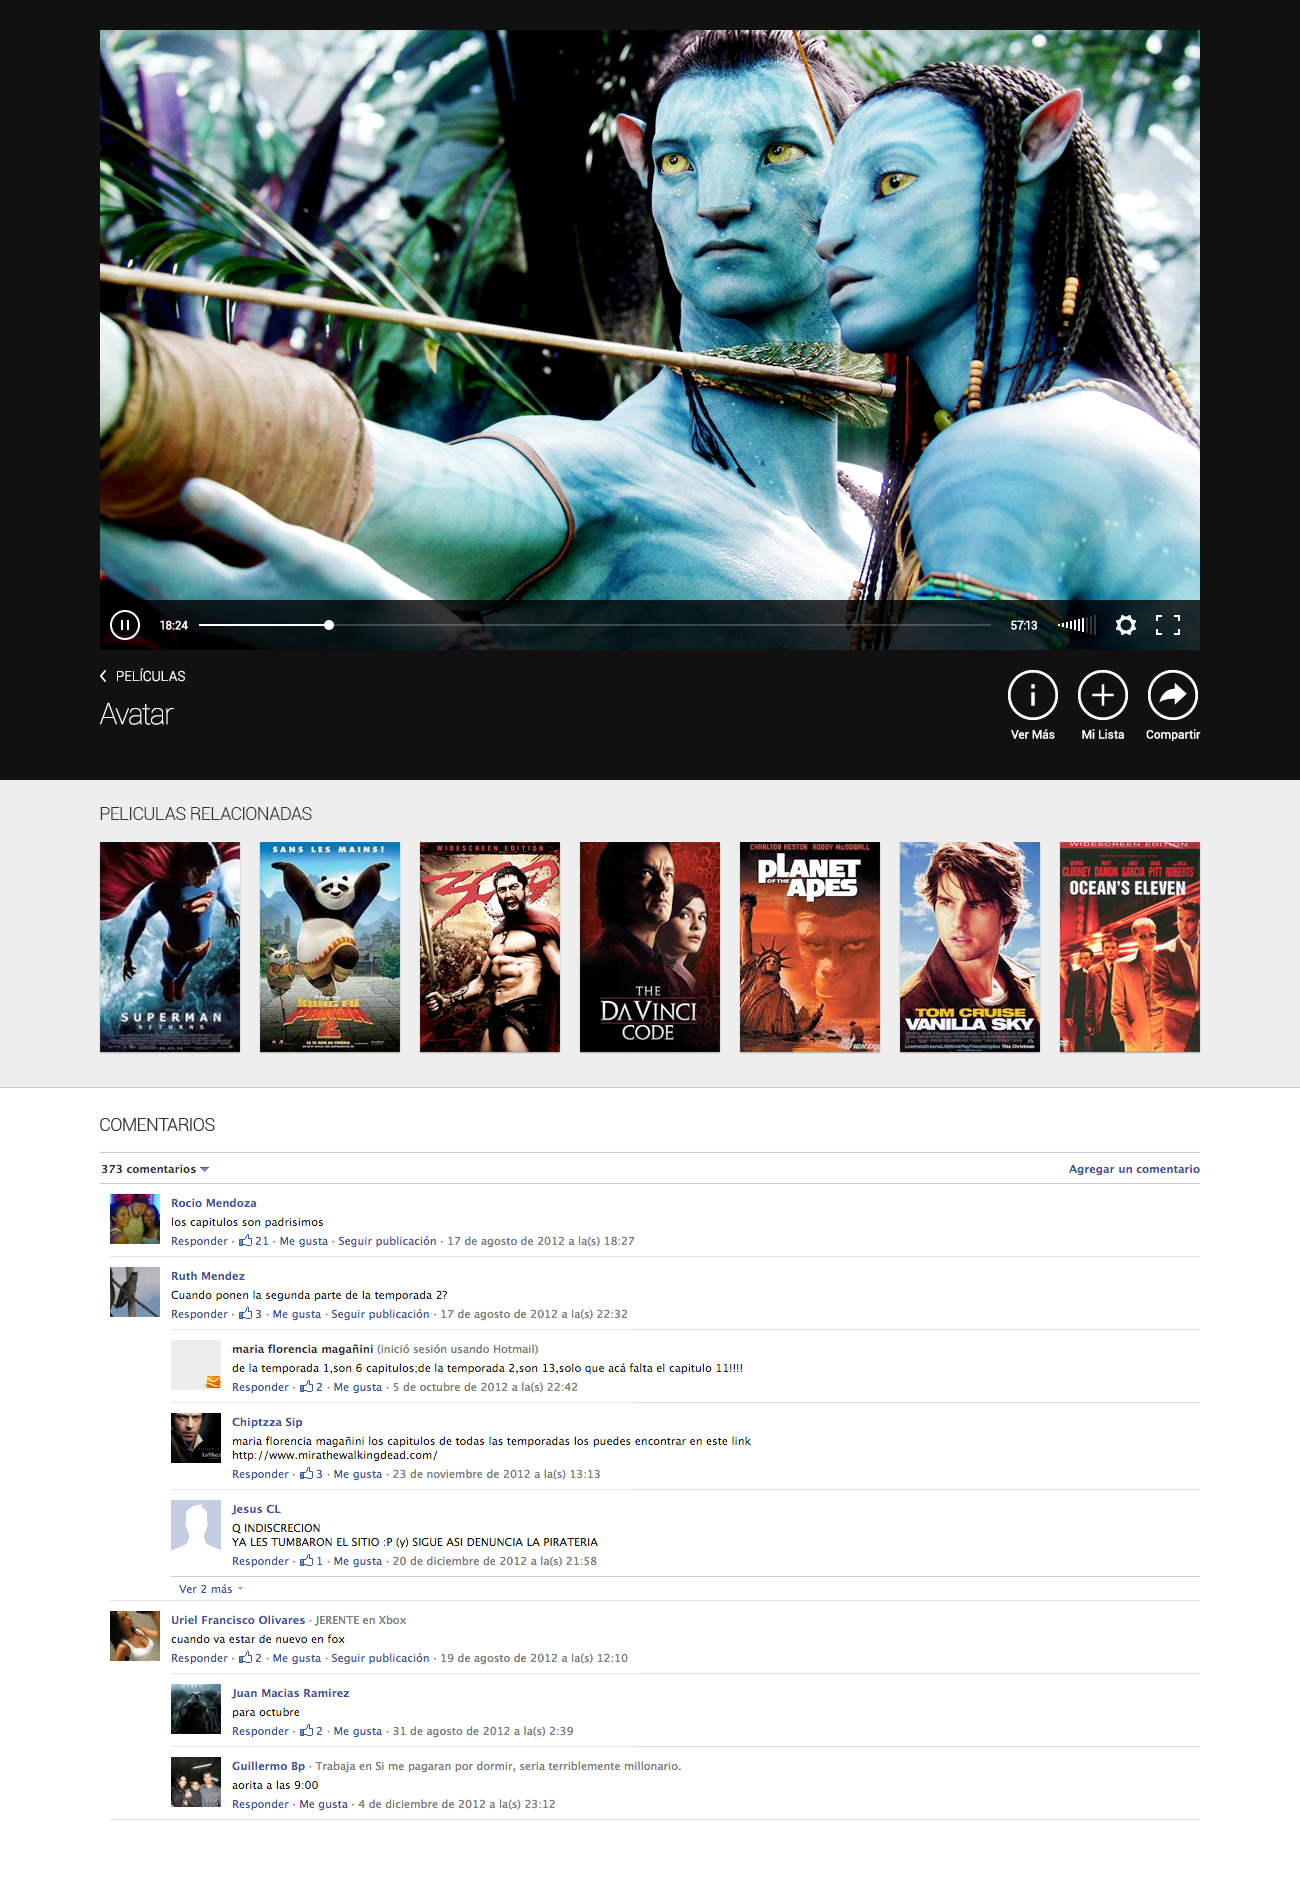 18:24
57:13
PELÍCULAS
Avatar
Ver Más
Mi Lista
Compartir
PELICULAS RELACIONADAS
SUPERMAN
RETURNS
SANS LES MAINS!
KUNG FU
PANDA
2
LE 15 JUIN AU CINÉMA
WIDESCREEN EDITION
300
THE
DA VINCI
CODE
CHARLTON HESTON RODDY McDOWALL
PLANET
OF THE
APES
IGN.COM
TOM CRUISE
VANILLA SKY
LoveHateDreamsLifeWorkPlayFriendshipSex This Christmas
WIDESCREEN EDITION
CLOONEY DAMON GARCIA PITT ROBERTS
OCEAN'S ELEVEN
COMENTARIOS
373 comentarios
Agregar un comentario
Rocio Mendoza
los capitulos son padrisimos
Responder · 21 · Me gusta · Seguir publicación · 17 de agosto de 2012 a la(s) 18:27
Ruth Mendez
Cuando ponen la segunda parte de la temporada 2?
Responder · 3 · Me gusta · Seguir publicación · 17 de agosto de 2012 a la(s) 22:32
maria florencia magañini (inició sesión usando Hotmail)
de la temporada 1,son 6 capitulos;de la temporada 2,son 13,solo que acá falta el capitulo 11!!!!
Responder · 2 · Me gusta · 5 de octubre de 2012 a la(s) 22:42
Chiptzza Sip
maria florencia magañini los capitulos de todas las temporadas los puedes encontrar en este link
http://www.mirathewalkingdead.com/
Responder · 3 · Me gusta · 23 de noviembre de 2012 a la(s) 13:13
Jesus CL
Q INDISCRECION
YA LES TUMBARON EL SITIO :P (y) SIGUE ASI DENUNCIA LA PIRATERIA
Responder · 1 · Me gusta · 20 de diciembre de 2012 a la(s) 21:58
Ver 2 más
Uriel Francisco Olivares · JERENTE en Xbox
cuando va estar de nuevo en fox
Responder · 2 · Me gusta · Seguir publicación · 19 de agosto de 2012 a la(s) 12:10
Juan Macias Ramirez
para octubre
Responder · 2 · Me gusta · 31 de agosto de 2012 a la(s) 2:39
Guillermo Bp · Trabaja en Si me pagaran por dormir, seria terriblemente millonario.
aorita a las 9:00
Responder · Me gusta · 4 de diciembre de 2012 a la(s) 23:12